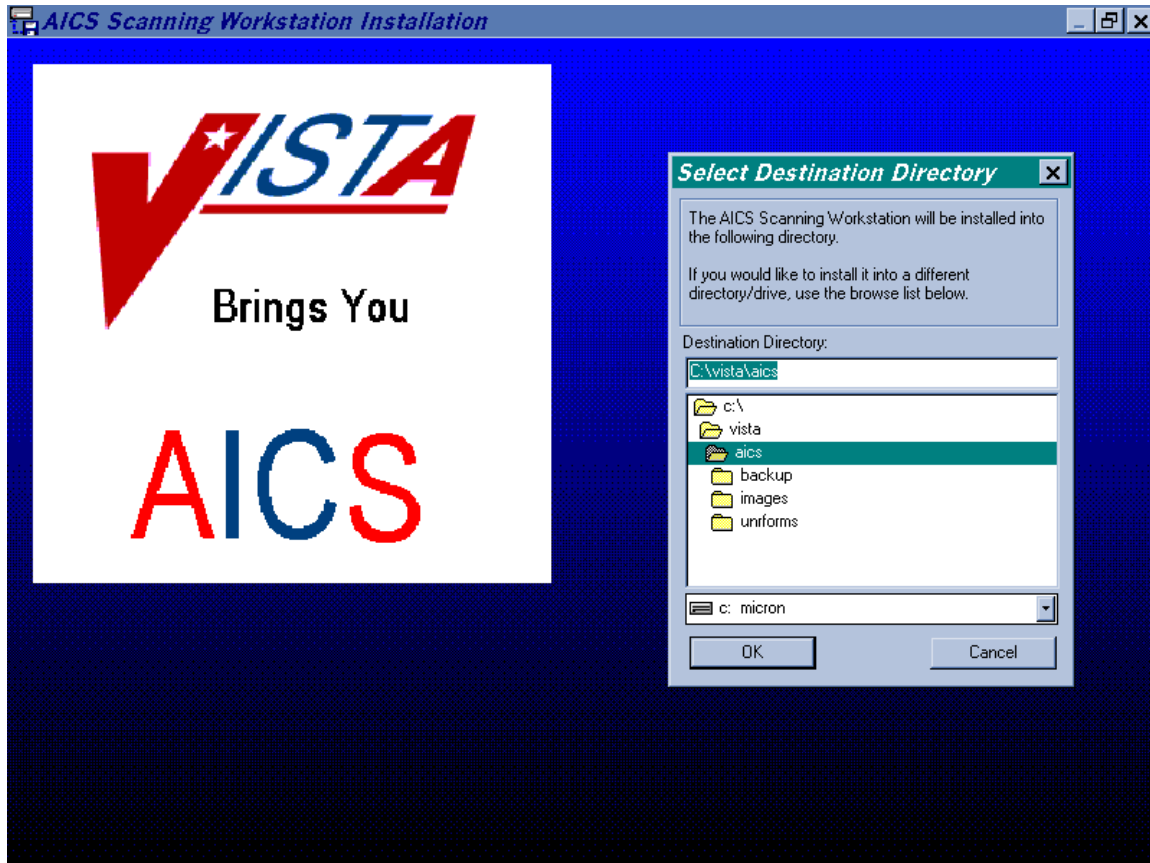 AICS Scanning Workstation Installation
VISTA
Brings You
AICS
Select Destination Directory
The AICS Scanning Workstation will be installed into
the following directory.
If you would like to install it into a different
directory/drive, use the browse list below.
Destination Directory:
C:\vista\aics
c:\
vista
aics
backup
images
unrforms
c: micron
OK
Cancel